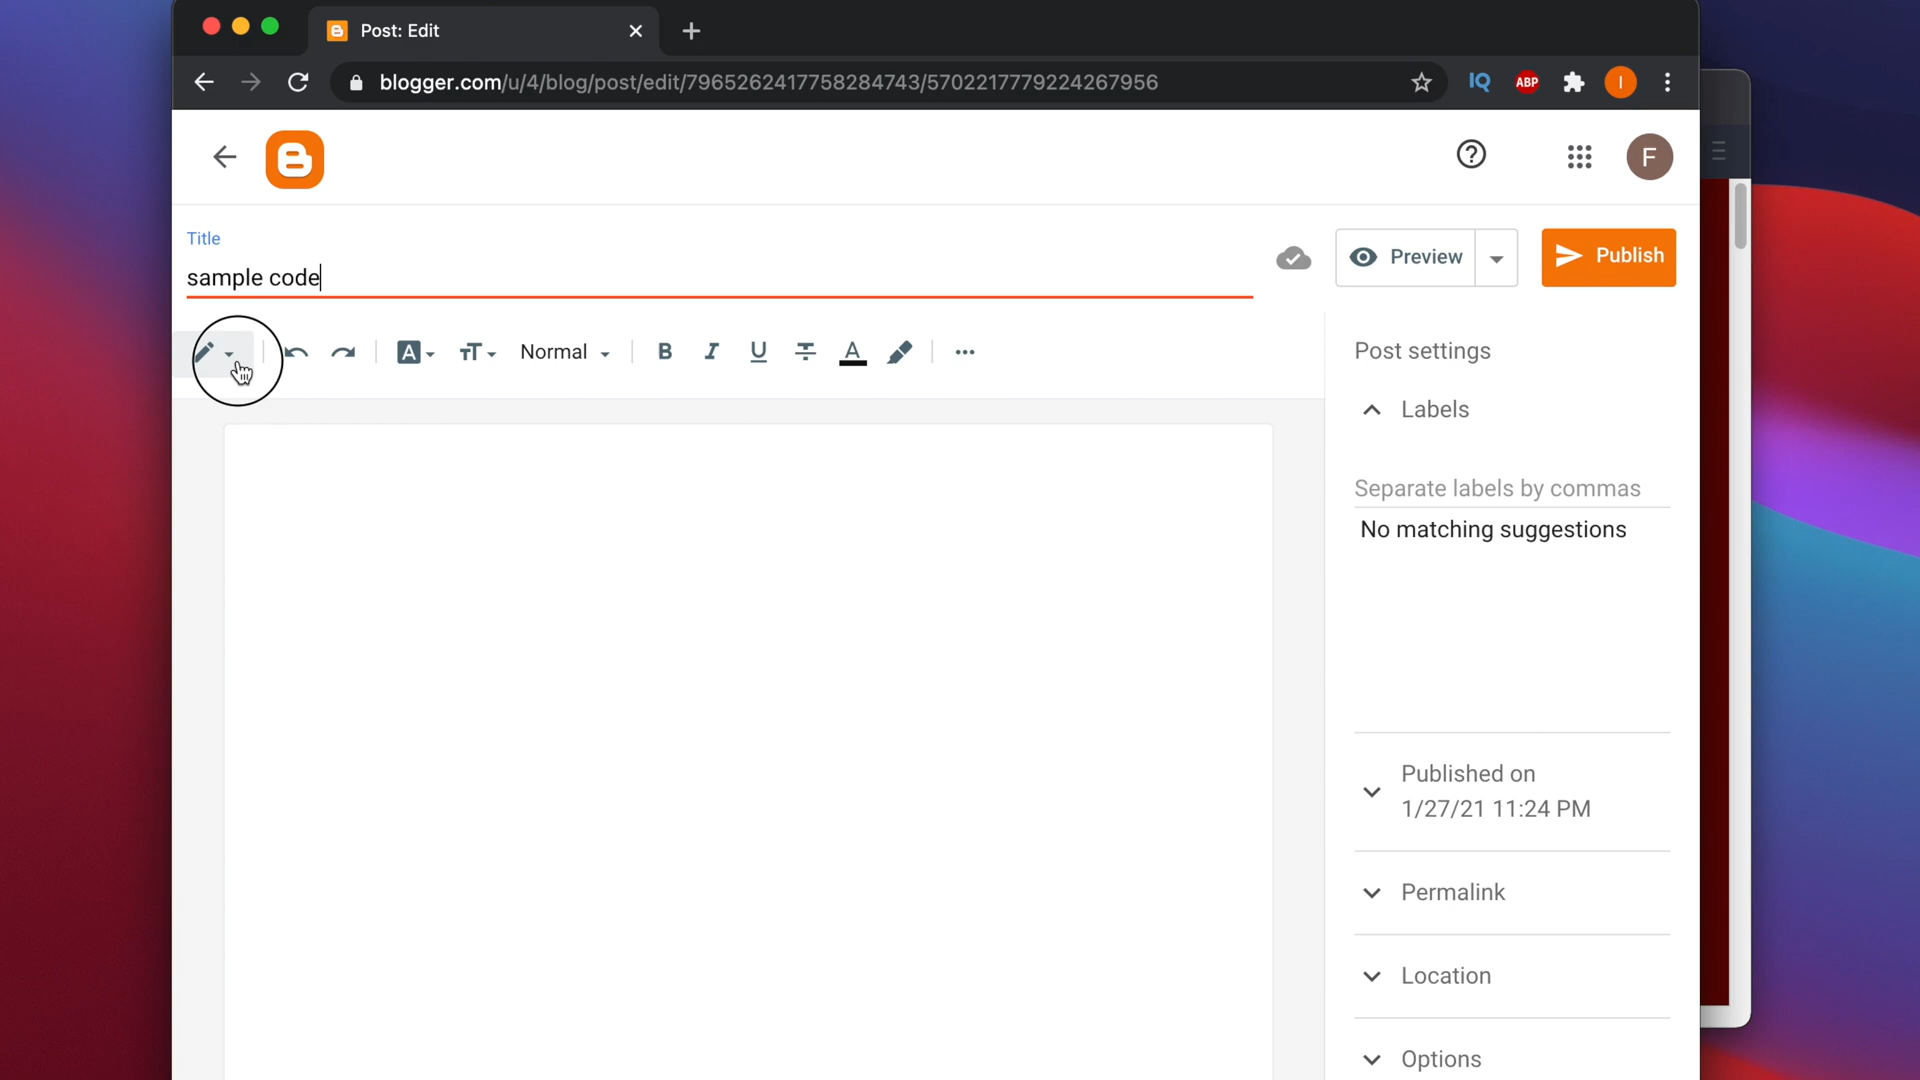 Post: Edit
blogger.com/u/4/blog/post/edit/7965262417758284743/5702217779224267956
IQ
ABP
I
F
Title
sample code
Preview
Publish
A
TT
Normal
B
I
U
A
Post settings
Labels
Separate labels by commas
No matching suggestions
Published on
1/27/21 11:24 PM
Permalink
Location
Options